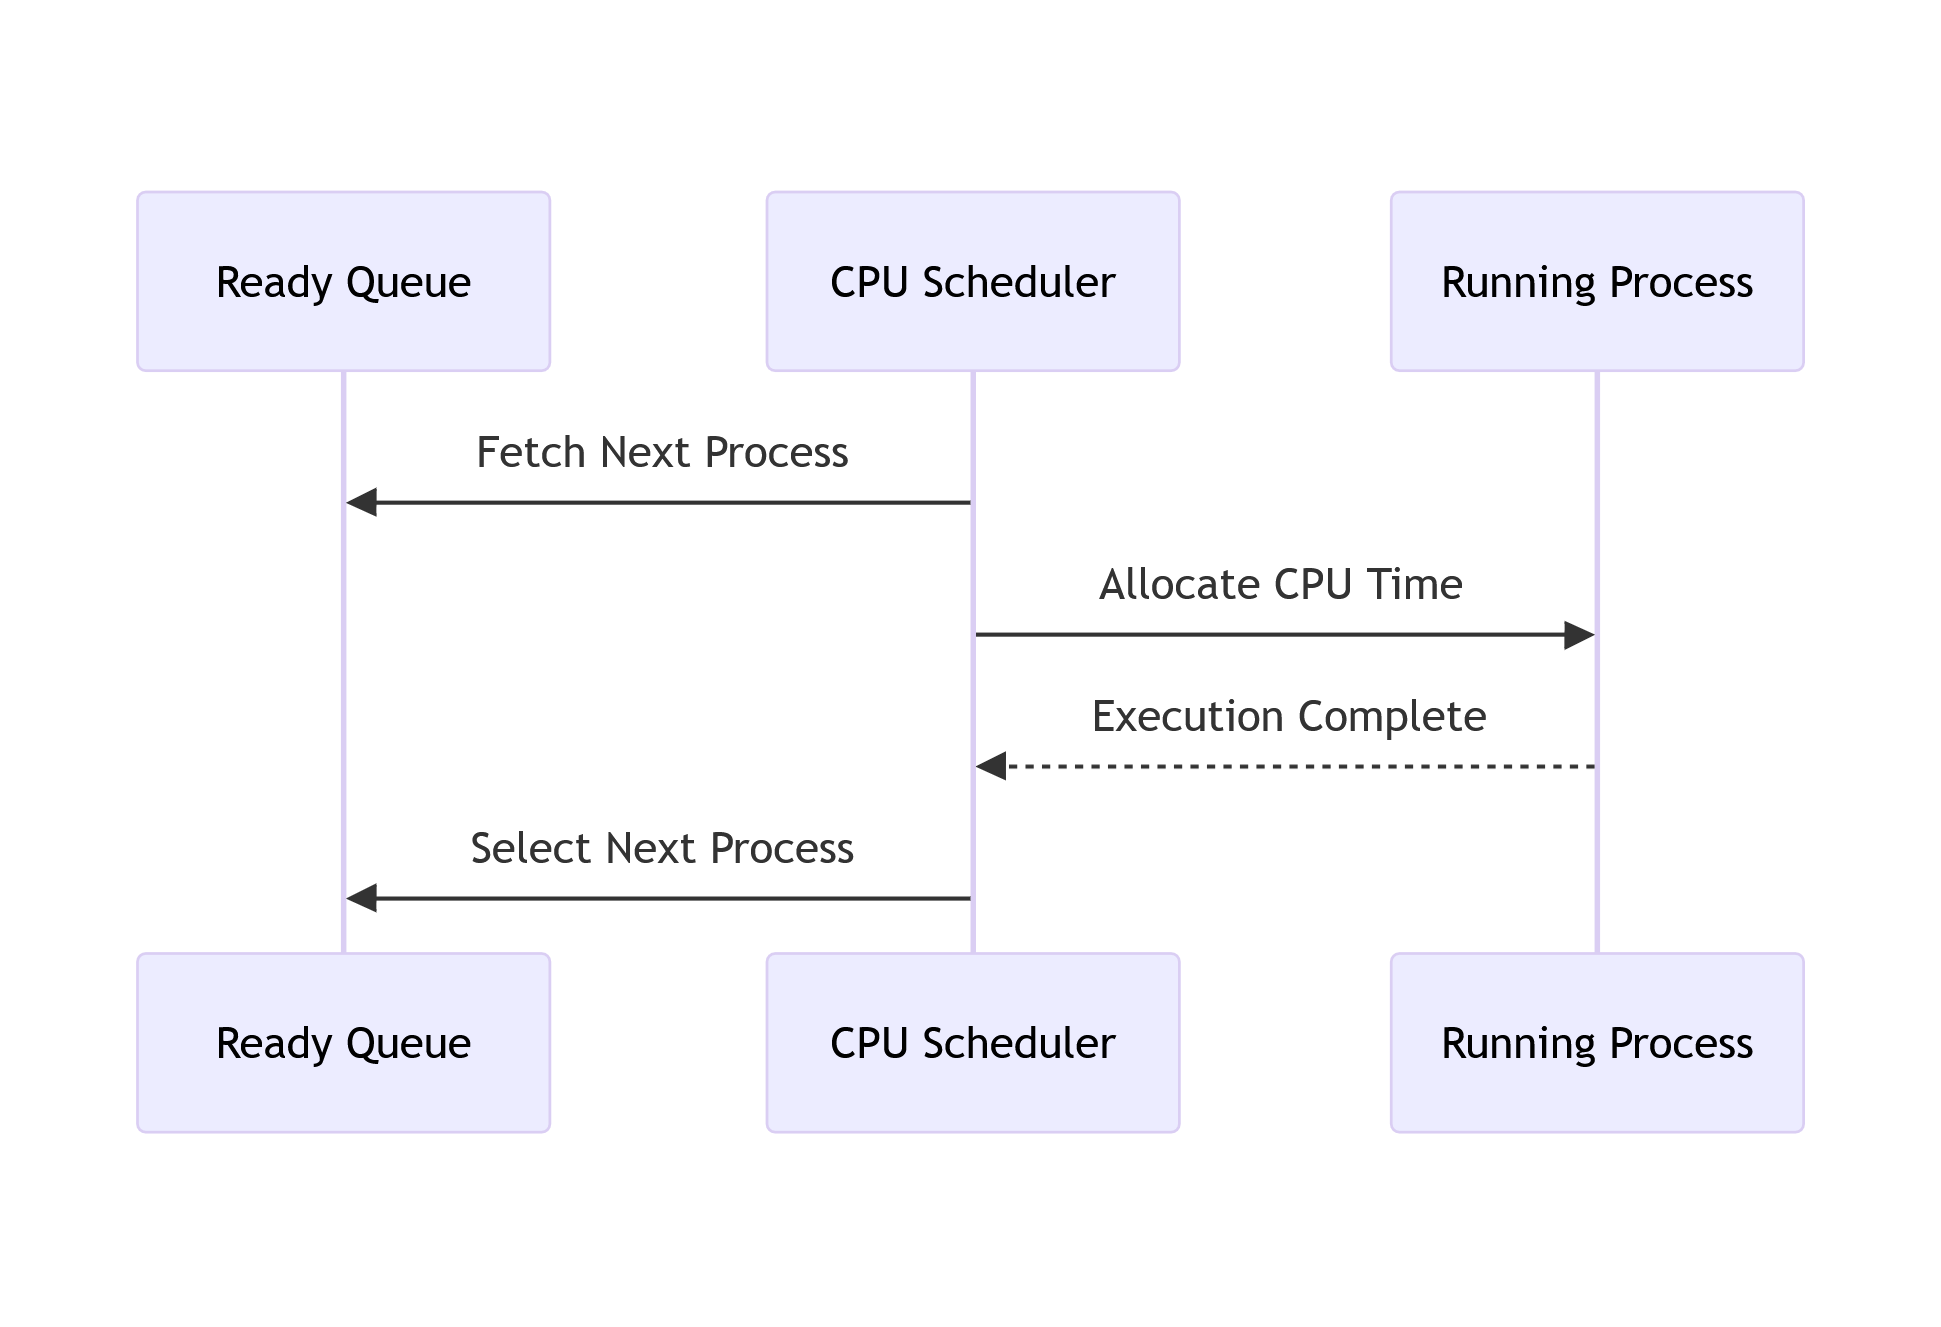 Ready Queue
CPU Scheduler
Running Process
Fetch Next Process
Allocate CPU Time
Execution Complete
Select Next Process
Ready Queue
CPU Scheduler
Running Process